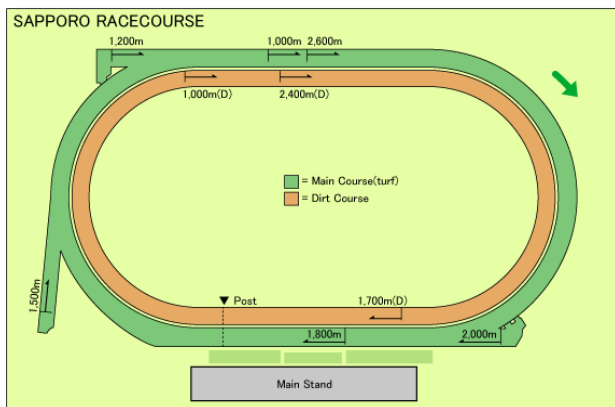 SAPPORO RACECOURSE
1,200m
1,000m
2,600m
1,000m(D)
2,400m(D)
= Main Course(turf)
= Dirt Course
1,500m
Post
1,700m(D)
1,800m
2,000m
Main Stand